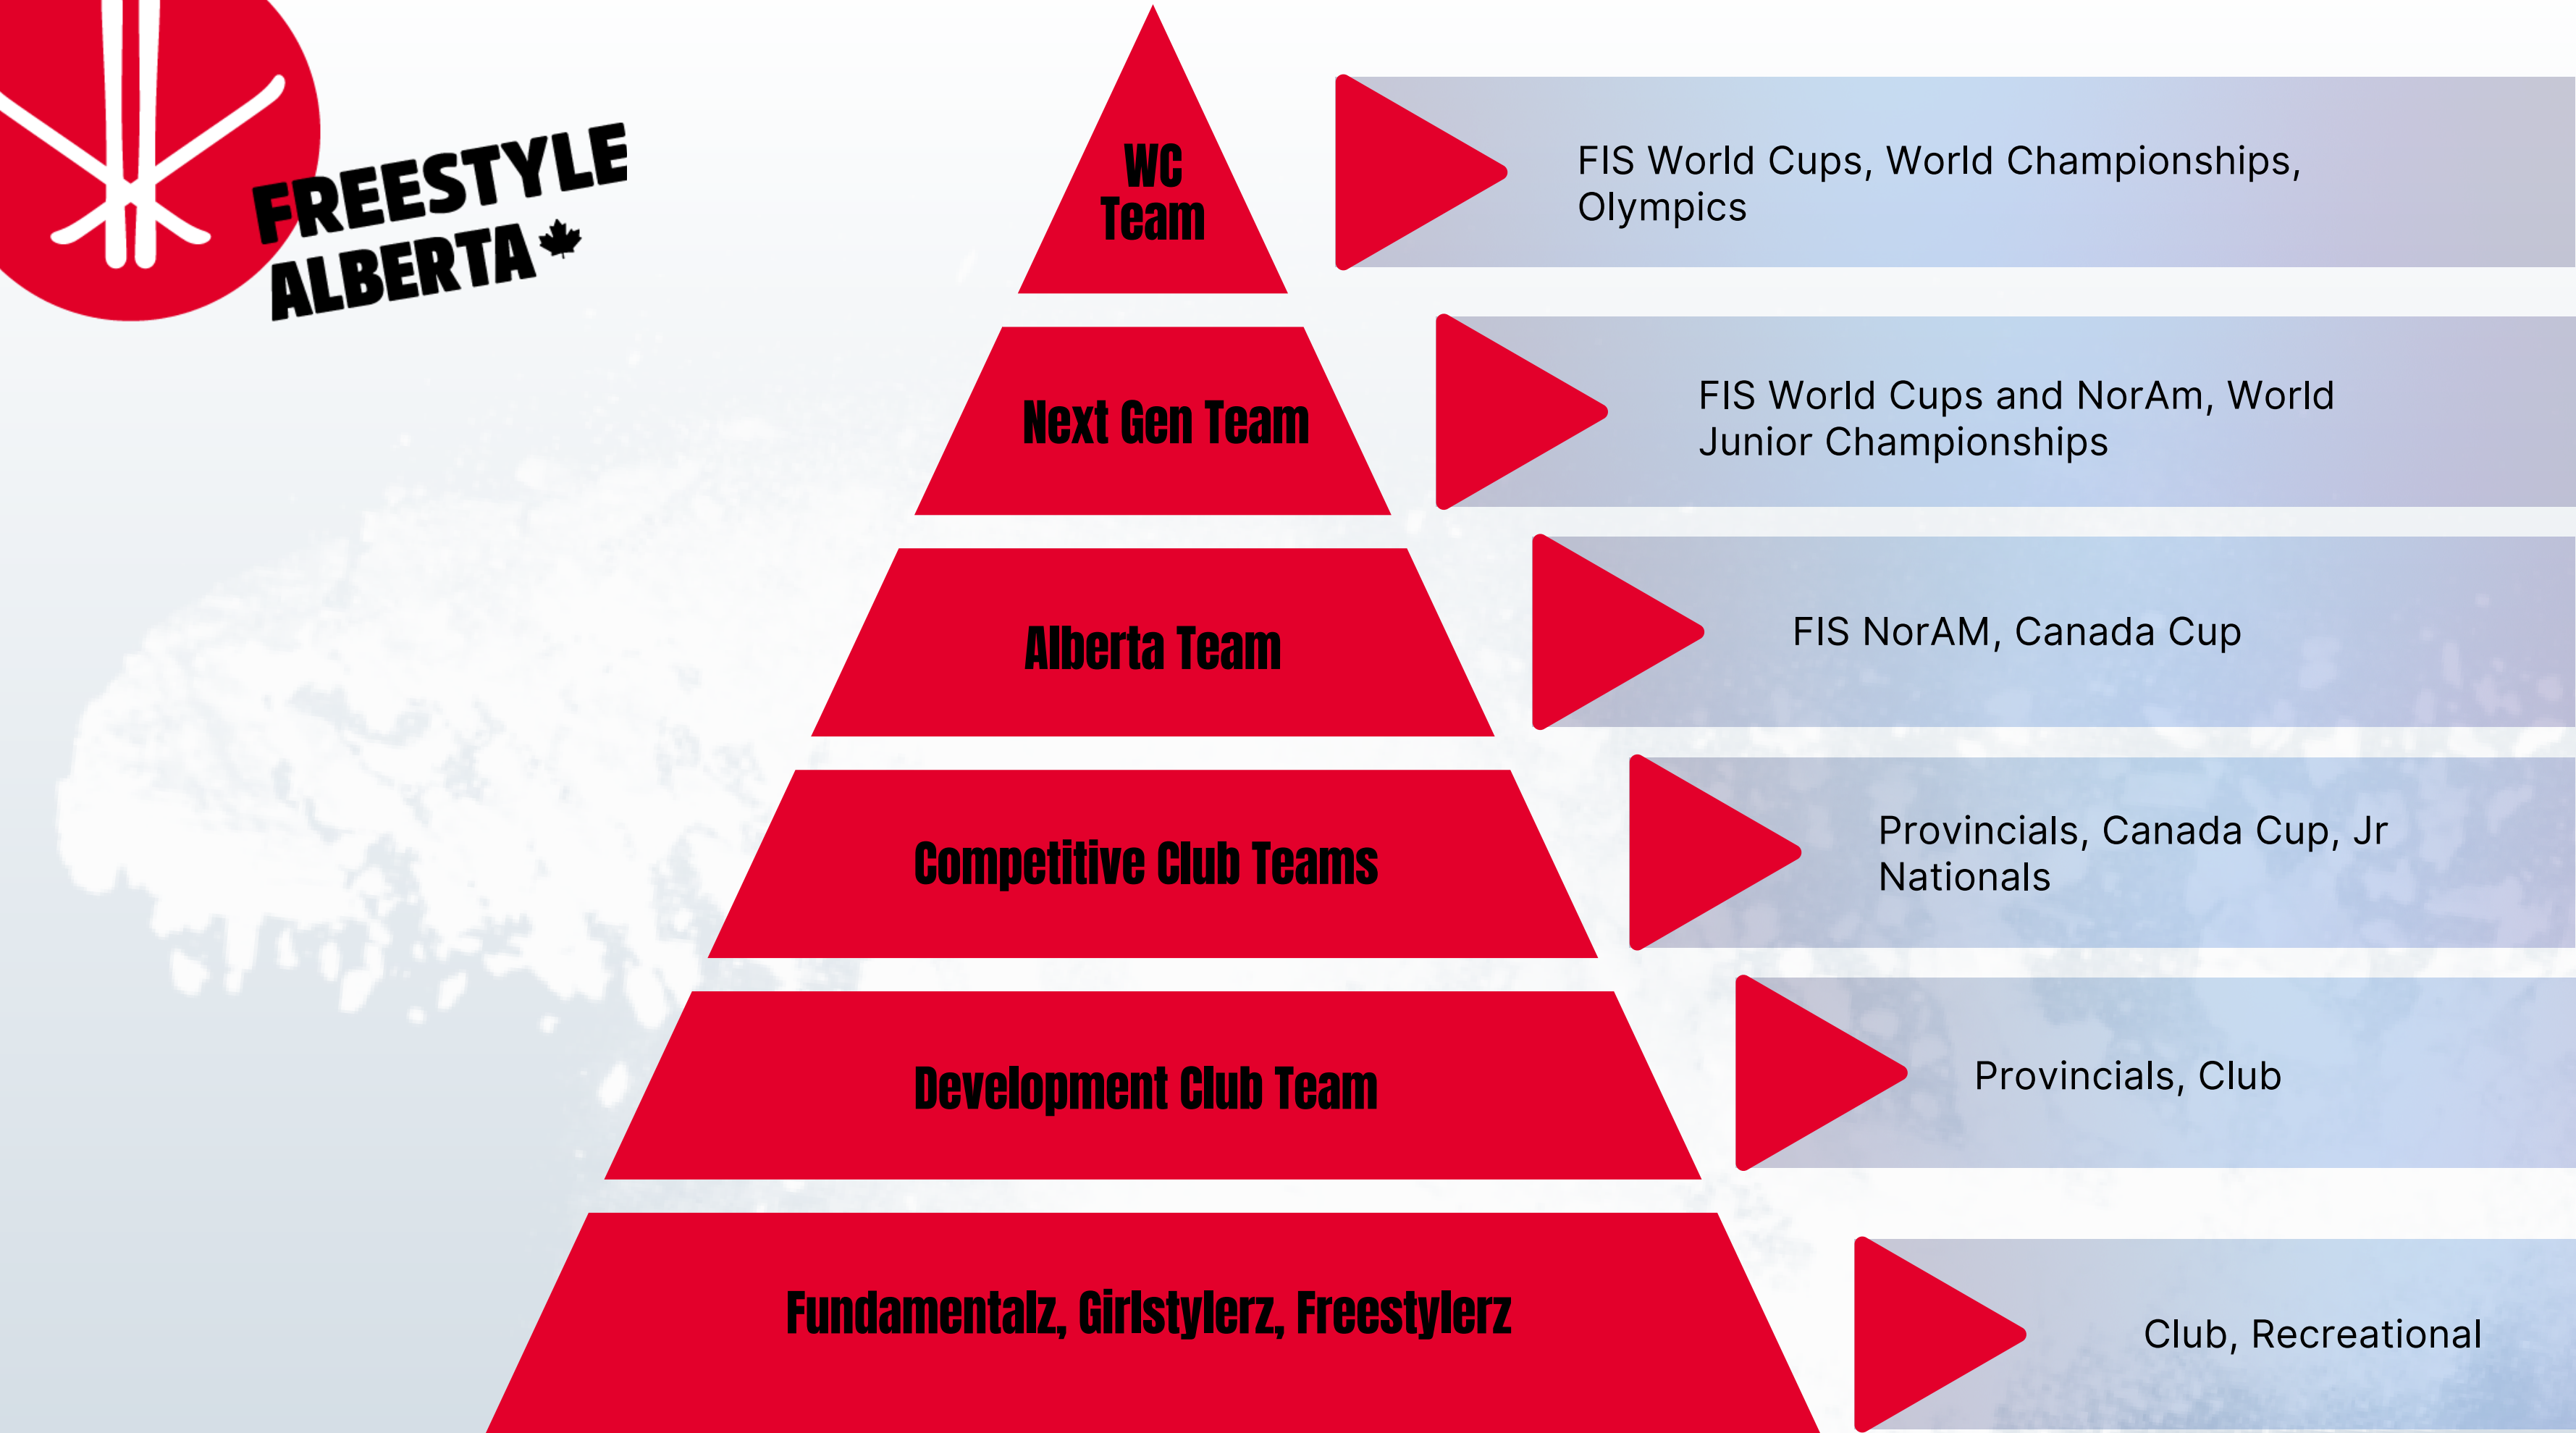 FREESTYLE
ALBERTA
WC
Team
FIS World Cups, World Championships,
Olympics
Next Gen Team
FIS World Cups and NorAm, World
Junior Championships
Alberta Team
FIS NorAM, Canada Cup
Competitive Club Teams
Provincials, Canada Cup, Jr
Nationals
Development Club Team
Provincials, Club
Fundamentalz, Girlstylerz, Freestylerz
Club, Recreational